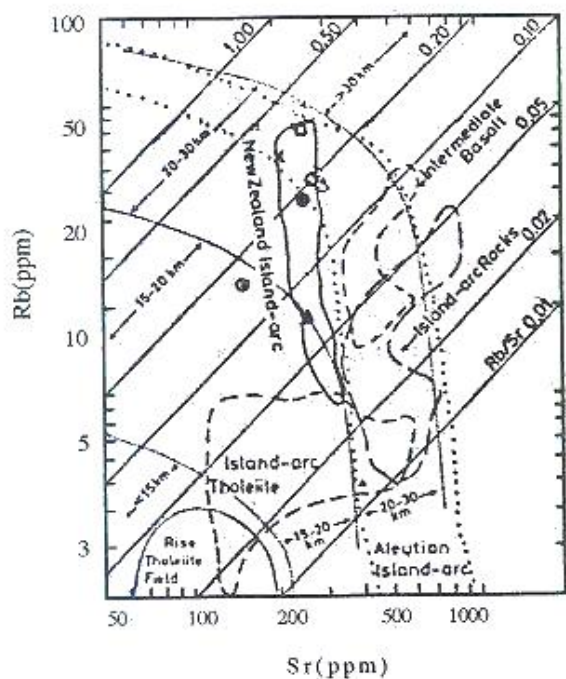 100
50
20
10
5
3
Rb(ppm)
50
100
200
500
1000
Sr(ppm)
1.00
0.50
0.20
0.10
0.05
0.02
Rb/Sr 0.01
>30 km
20-30 km
15-20 km
<15 km
New Zealand Island-arc
Intermediate
Basalt
Island-arc Rocks
Island-arc
Tholeiite
Rise
Tholeiite
Field
15-20
km
20-30
km
Aleutian
Island-arc